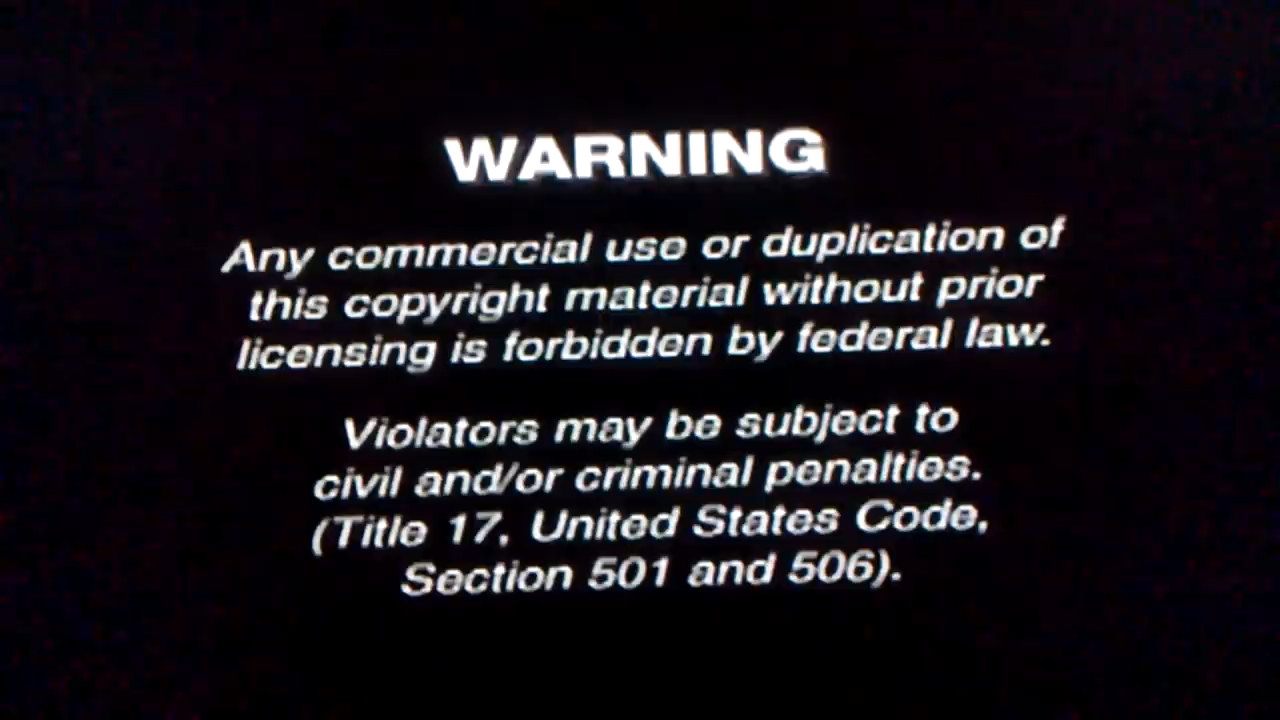 WARNING
Any commercial use or duplication of
this copyright material without prior
licensing is forbidden by federal law.
Violators may be subject to
civil and/or criminal penalties.
(Title 17, United States Code,
Section 501 and 506).